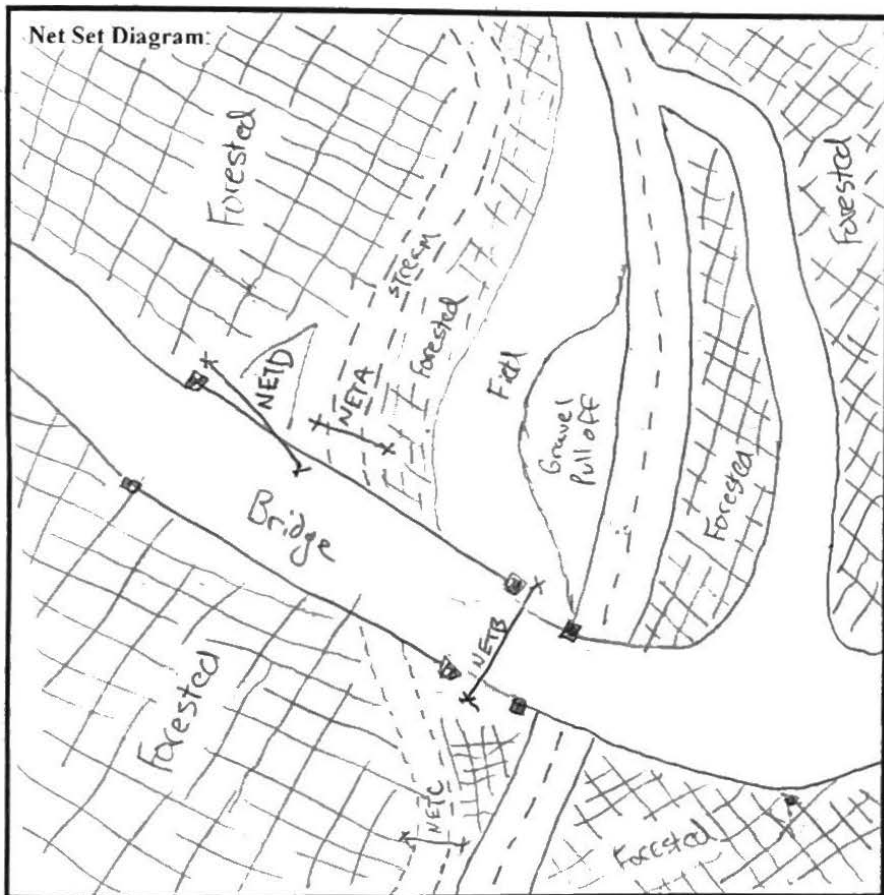 Net Set Diagram:
Forested
Forested
stream
Forested
NETD
NETA
Field
Gravel
Pull off
Forested
Bridge
NETB
Forested
NETC
Forested